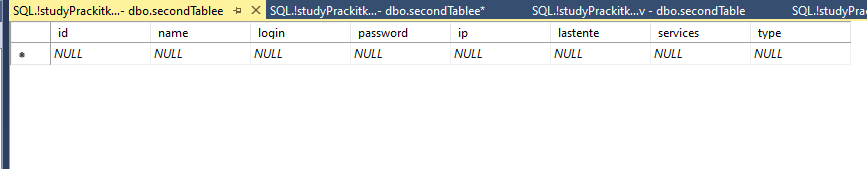 SQL.!studyPrackitk...- dbo.secondTablee SQL.!studyPrackitk...- dbo.secondTablee* SQL.!studyPrackitk...v - dbo.secondTable SQL.!studyPrac
id name login password ip lastente services type
NULL NULL NULL NULL NULL NULL NULL NULL